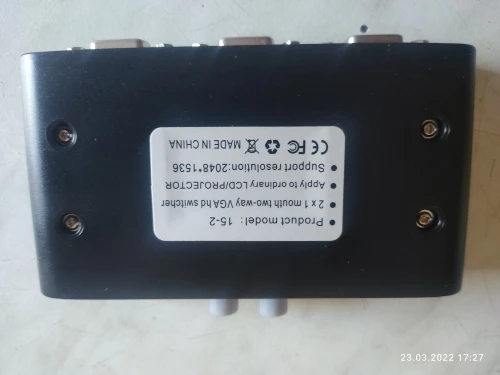 • Product model: 15-2
• 2 x 1 mouth two-way VGA hd switcher
• Apply to ordinary LCD/PROJECTOR
• Support resolution:2048*1536
CE FC MADE IN CHINA
23.03.2022 17:27